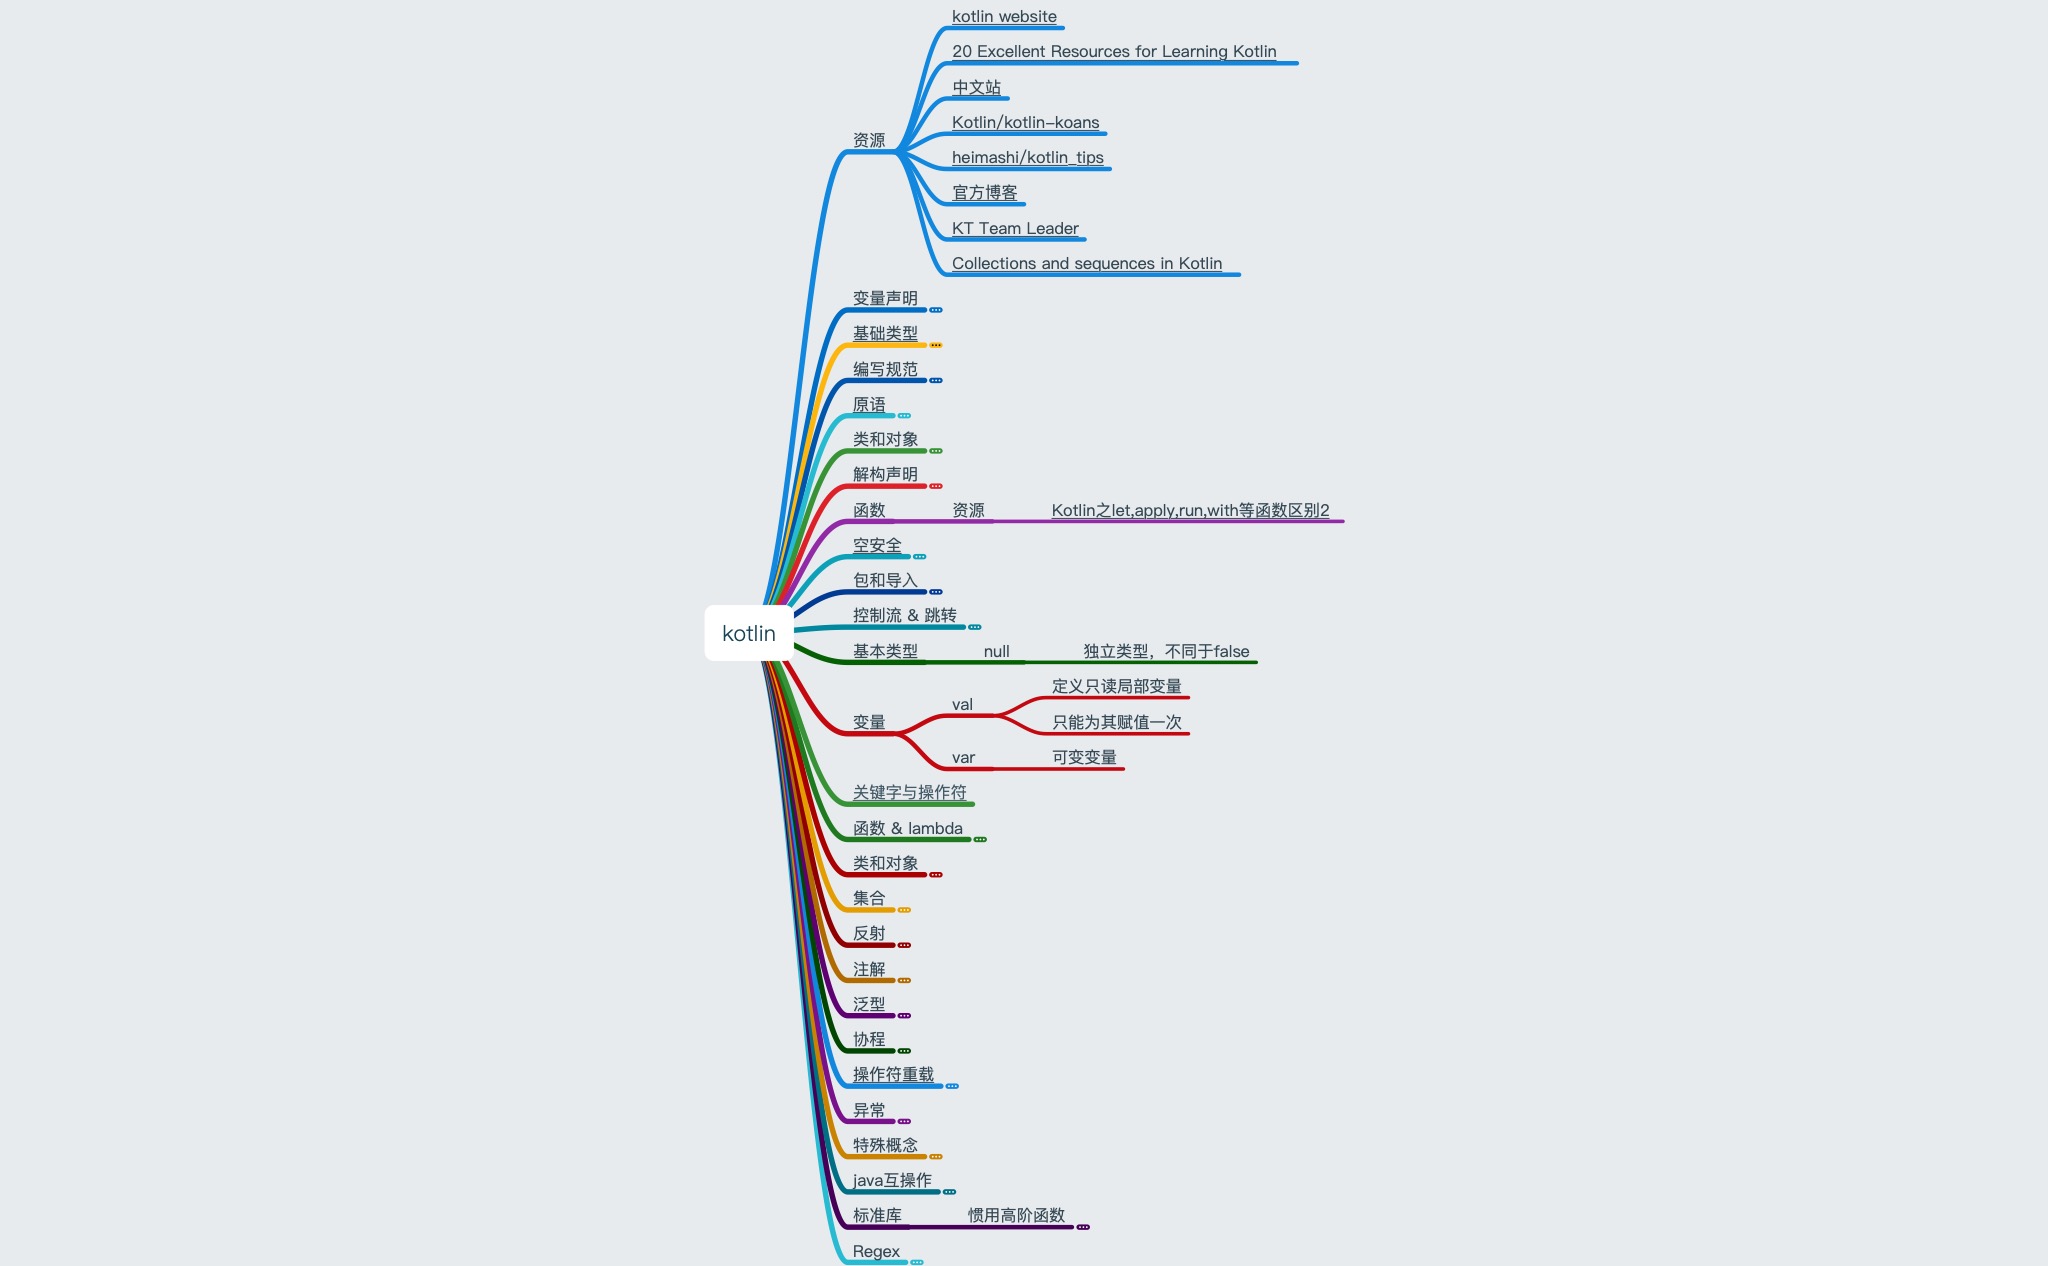 kotlin website
20 Excellent Resources for Learning Kotlin
中文站
Kotlin/kotlin-koans
资源
heimashi/kotlin_tips
官方博客
KT Team Leader
Collections and sequences in Kotlin
变量声明
基础类型
编写规范
原语
类和对象
解构声明
函数 资源 Kotlin之let,apply,run,with等函数区别2
空安全
包和导入
控制流 & 跳转
kotlin
基本类型 null 独立类型，不同于false
定义只读局部变量
val
变量 只能为其赋值一次
var 可变变量
关键字与操作符
函数 & lambda
类和对象
集合
反射
注解
泛型
协程
操作符重载
异常
特殊概念
java互操作
标准库 惯用高阶函数
Regex